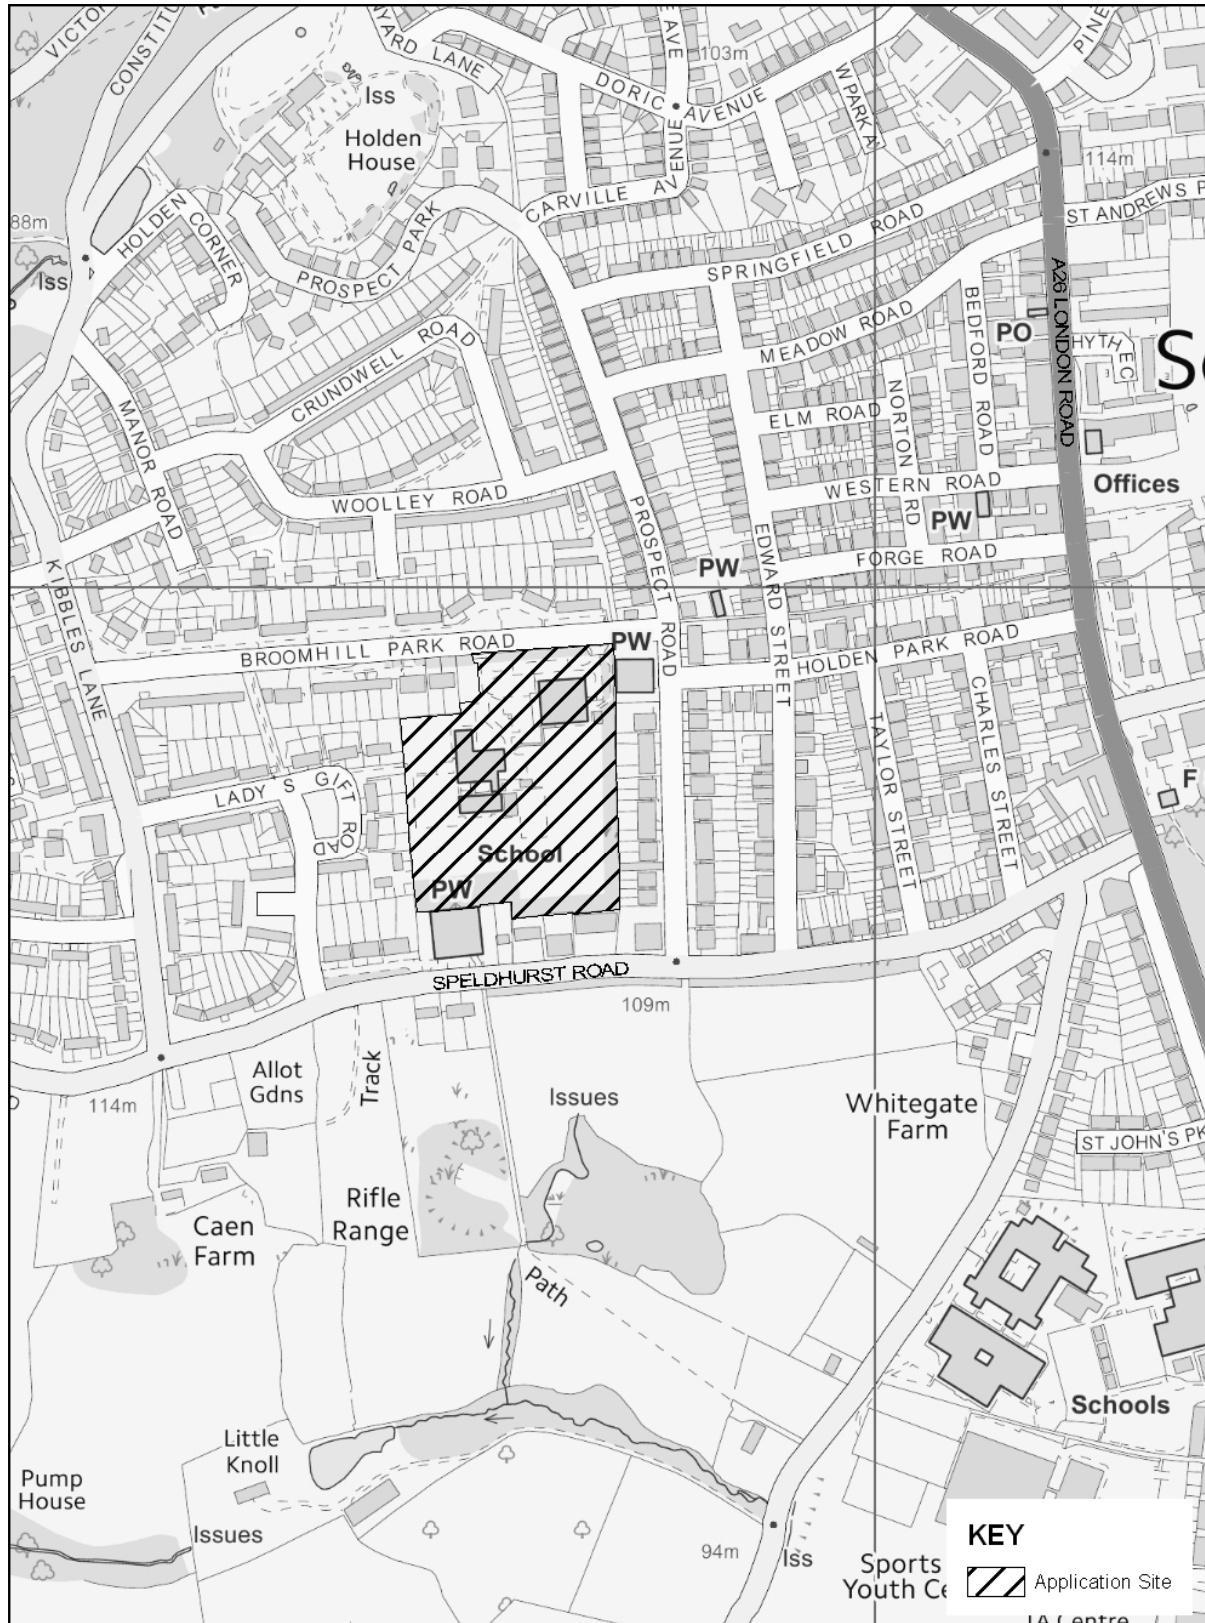 VICTO
CONSTITU
NYARD LANE
E AVE
103m
PINE
DORIC AVENUE
W PARK A
Iss
Holden
House
114m
CARVILLE AVENUE
ST ANDREWS P
88m
HOLDEN CORNER
PROSPECT PARK
SPRINGFIELD ROAD
Iss
A26 LONDON ROAD
BEDFORD ROAD
PO
HYTHE C
MEADOW ROAD
CRUNDWELL ROAD
NORTON RD
ELM ROAD
MANOR ROAD
WOOLLEY ROAD
WESTERN ROAD
Offices
PROSPECT ROAD
EDWARD STREET
PW
FORGE ROAD
PW
KIBBLES LANE
BROOMHILL PARK ROAD
PW
HOLDEN PARK ROAD
CHARLES STREET
TAYLOR STREET
F
LADY'S GIFT ROAD
School
PW
SPELDHURST ROAD
109m
Allot
Gdns
Track
114m
Issues
Whitegate
Farm
ST JOHN'S PK
Rifle
Range
Caen
Farm
Path
Schools
Little
Knoll
Pump
House
Issues
94m
Iss
Sports
Youth Ce
KEY
Application Site